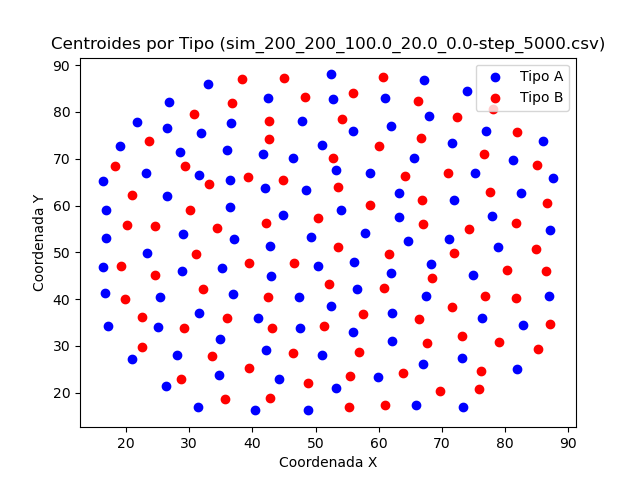 Centroides por Tipo (sim_200_200_100.0_20.0_0.0-step_5000.csv)
Tipo A
Tipo B
Coordenada Y
90
80
70
60
50
40
30
20
20 30 40 50 60 70 80 90
Coordenada X